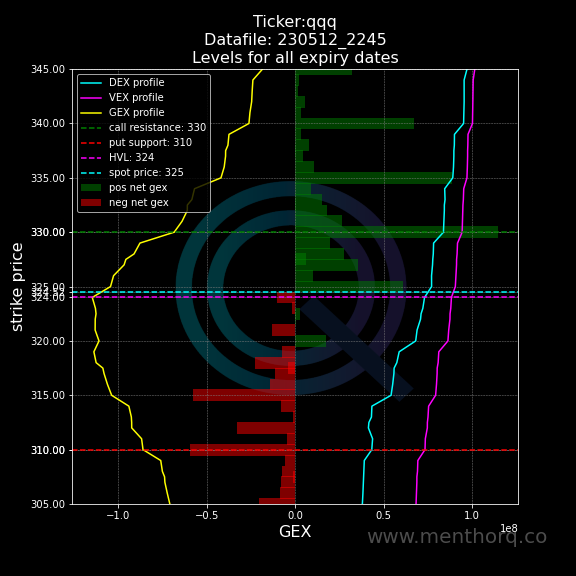 Ticker:qqq
Datafile: 230512_2245
Levels for all expiry dates
DEX profile
VEX profile
GEX profile
call resistance: 330
put support: 310
HVL: 324
spot price: 325
pos net gex
neg net gex
345.00
340.00
335.00
330.00
325.00
324.00
320.00
315.00
310.00
305.00
strike price
−1.0
−0.5
0.0
0.5
1.0
1e8
GEX
www.menthorq.co